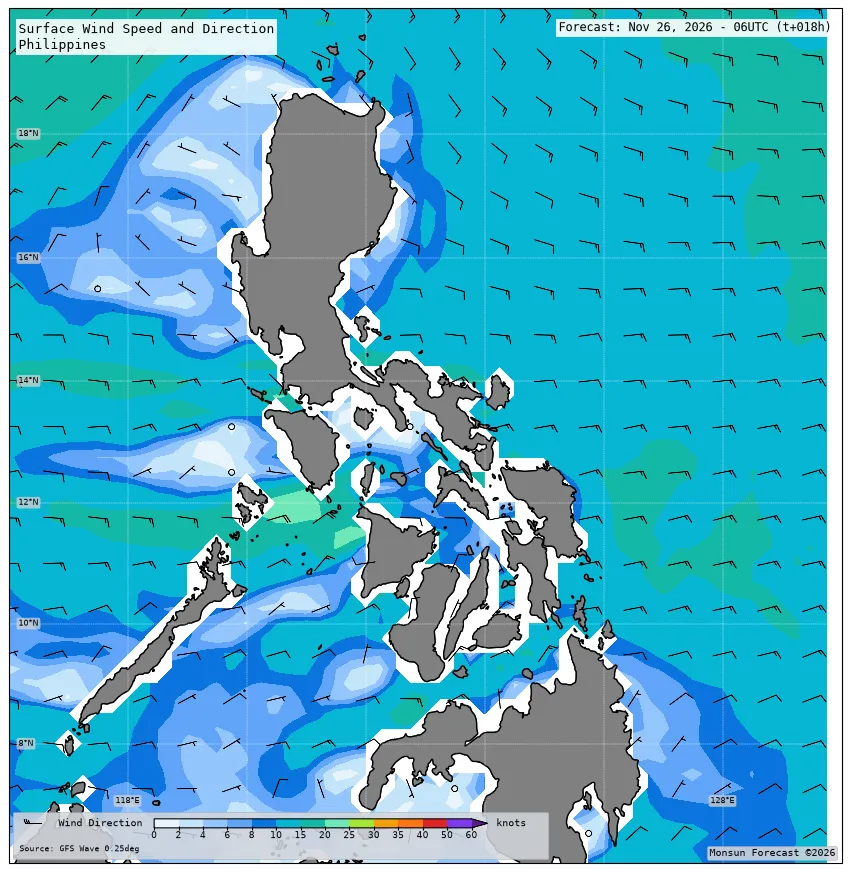 Surface Wind Speed and Direction
Philippines
Forecast: Nov 26, 2026 - 06UTC (t+018h)
18°N
16°N
14°N
12°N
10°N
8°N
118°E
128°E
Wind Direction
0 2 4 6 8 10 15 20 25 30 35 40 50 60
knots
Source: GFS Wave 0.25deg
Monsun Forecast ©2026